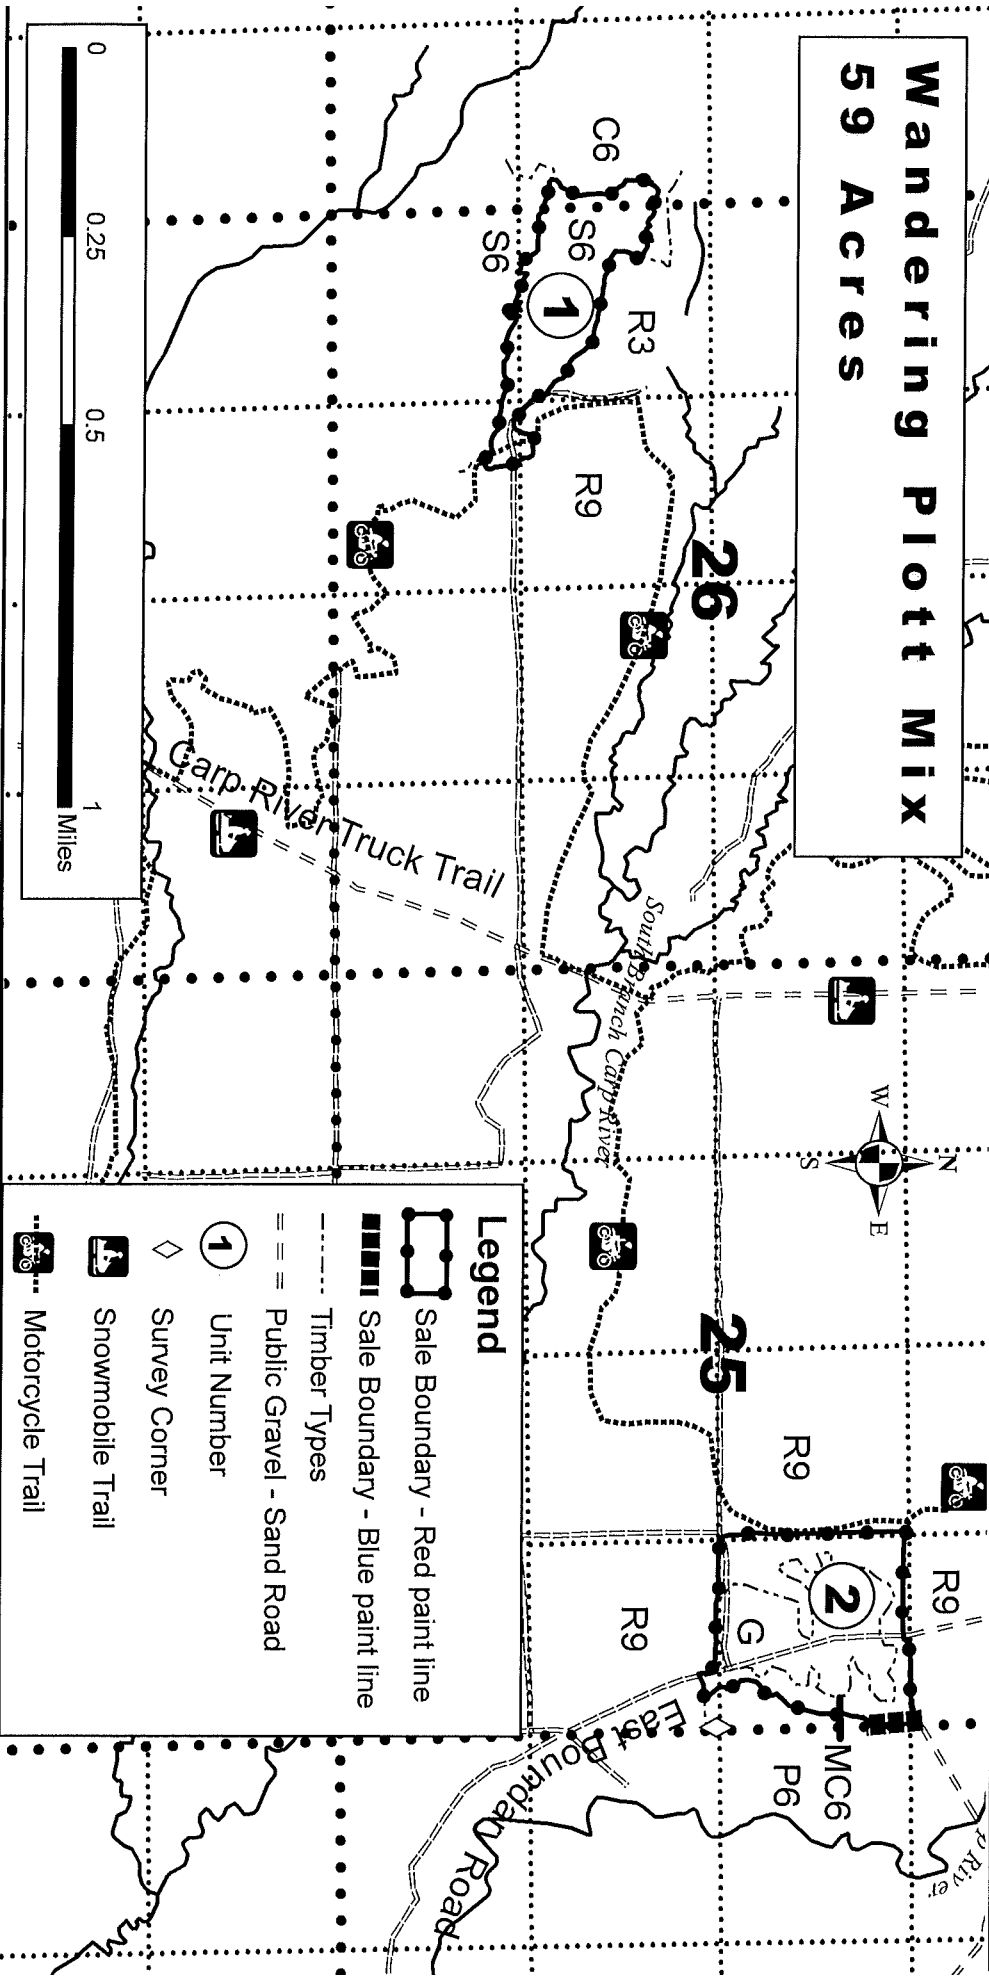 Wandering Plott Mix
59 Acres
C6
S6
S6
1
R3
R9
26
Carp River Truck Trail
South Branch Carp River
N
W
E
S
25
R9
R9
2
G
R9
MC6
P6
East Boundary Road
p River
0
0.25
0.5
1
Miles
Legend
Sale Boundary - Red paint line
Sale Boundary - Blue paint line
Timber Types
Public Gravel - Sand Road
1
Unit Number
Survey Corner
Snowmobile Trail
Motorcycle Trail